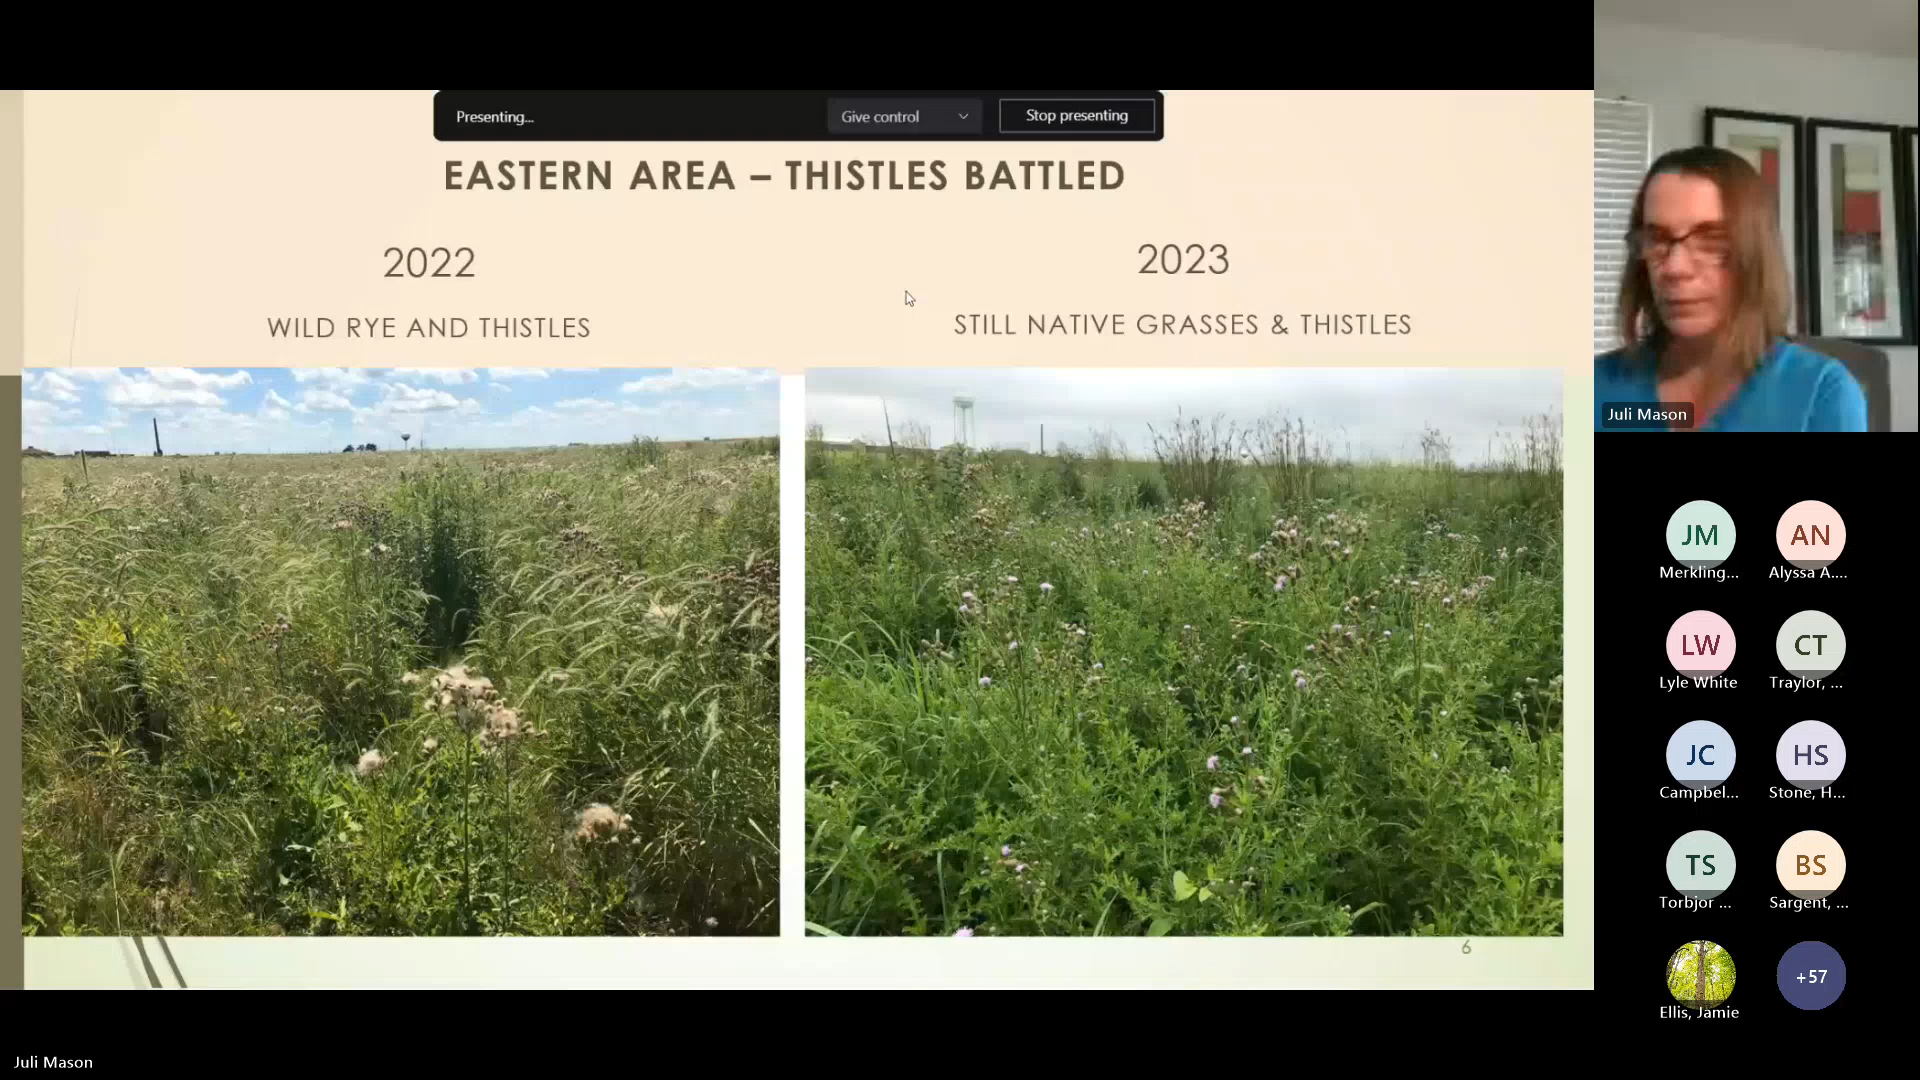 Presenting...
Give control
Stop presenting
EASTERN AREA – THISTLES BATTLED
2022
2023
WILD RYE AND THISTLES
STILL NATIVE GRASSES & THISTLES
6
Juli Mason
JM
AN
Merkling...
Alyssa A....
LW
CT
Lyle White
Traylor, ...
JC
HS
Campbel...
Stone, H...
TS
BS
Torbjor ...
Sargent, ...
+57
Ellis, Jamie
Juli Mason